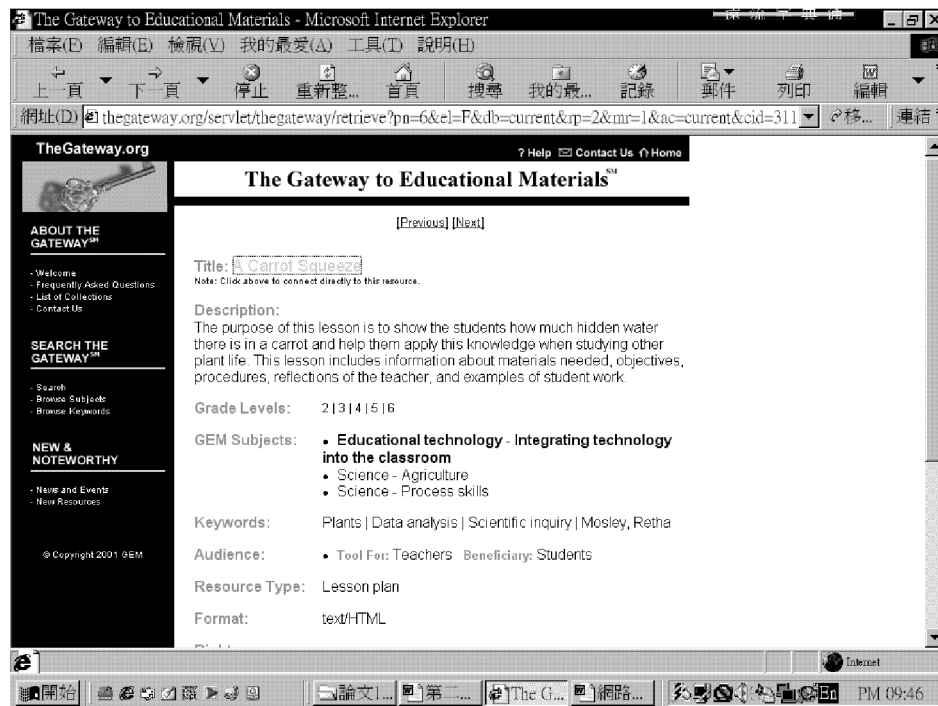 The Gateway to Educational Materials - Microsoft Internet Explorer
遠流字典通
檔案(F) 編輯(E) 檢視(V) 我的最愛(A) 工具(T) 說明(H)
上一頁 下一頁 停止 重新整... 首頁 搜尋 我的最... 記錄 郵件 列印 編輯
網址(D) thegateway.org/servlet/thegateway/retrieve?pn=6&el=F&db=current&rp=2&mr=1&ac=current&cid=311 移... 連結
TheGateway.org
? Help Contact Us Home
The Gateway to Educational Materials℠
[Previous] [Next]
ABOUT THE
GATEWAY℠
- Welcome
- Frequently Asked Questions
- List of Collections
- Contact Us
SEARCH THE
GATEWAY℠
- Search
- Browse Subjects
- Browse Keywords
NEW &
NOTEWORTHY
- News and Events
- New Resources
© Copyright 2001 GEM
Title: A Carrot Squeeze
Note: Click above to connect directly to this resource.
Description:
The purpose of this lesson is to show the students how much hidden water
there is in a carrot and help them apply this knowledge when studying other
plant life. This lesson includes information about materials needed, objectives,
procedures, reflections of the teacher, and examples of student work.
Grade Levels: 2 | 3 | 4 | 5 | 6
GEM Subjects: • Educational technology - Integrating technology
into the classroom
• Science - Agriculture
• Science - Process skills
Keywords: Plants | Data analysis | Scientific inquiry | Mosley, Retha
Audience: • Tool For: Teachers Beneficiary: Students
Resource Type: Lesson plan
Format: text/HTML
Internet
開始 論文1... 第二... The G... 網路... En PM 09:46